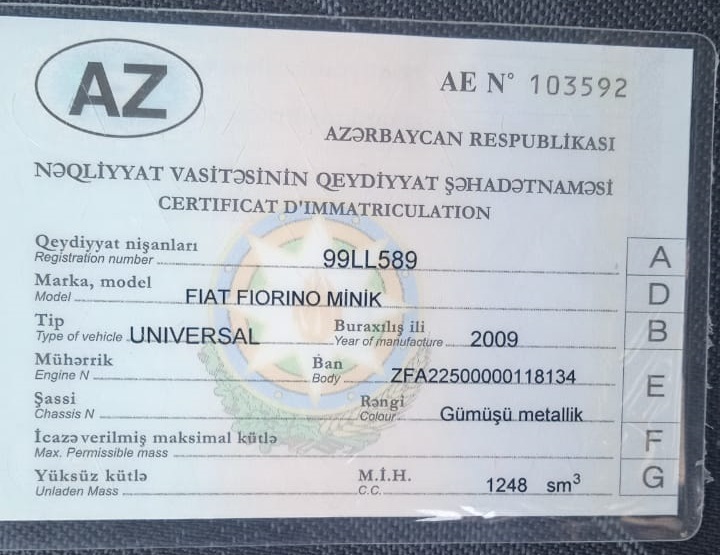 AZ
AE N° 103592
AZƏRBAYCAN RESPUBLİKASI
NƏQLİYYAT VASİTƏSİNİN QEYDİYYAT ŞƏHADƏTNAMƏSİ
CERTIFICAT D'IMMATRICULATION
Qeydiyyat nişanları
Registration number 99LL589 A
Marka, model
Model FIAT FIORINO MİNİK D
Tip Buraxılış ili
Type of vehicle UNIVERSAL Year of manufacture 2009 B
Mühərrik Ban
Engine N Body ZFA22500000118134 E
Şassi Rəngi
Chassis N Colour Gümüşü metallik
İcazə verilmiş maksimal kütlə
Max. Permissible mass F
Yüksüz kütlə M.İ.H.
Unladen Mass C.C. 1248 sm³ G